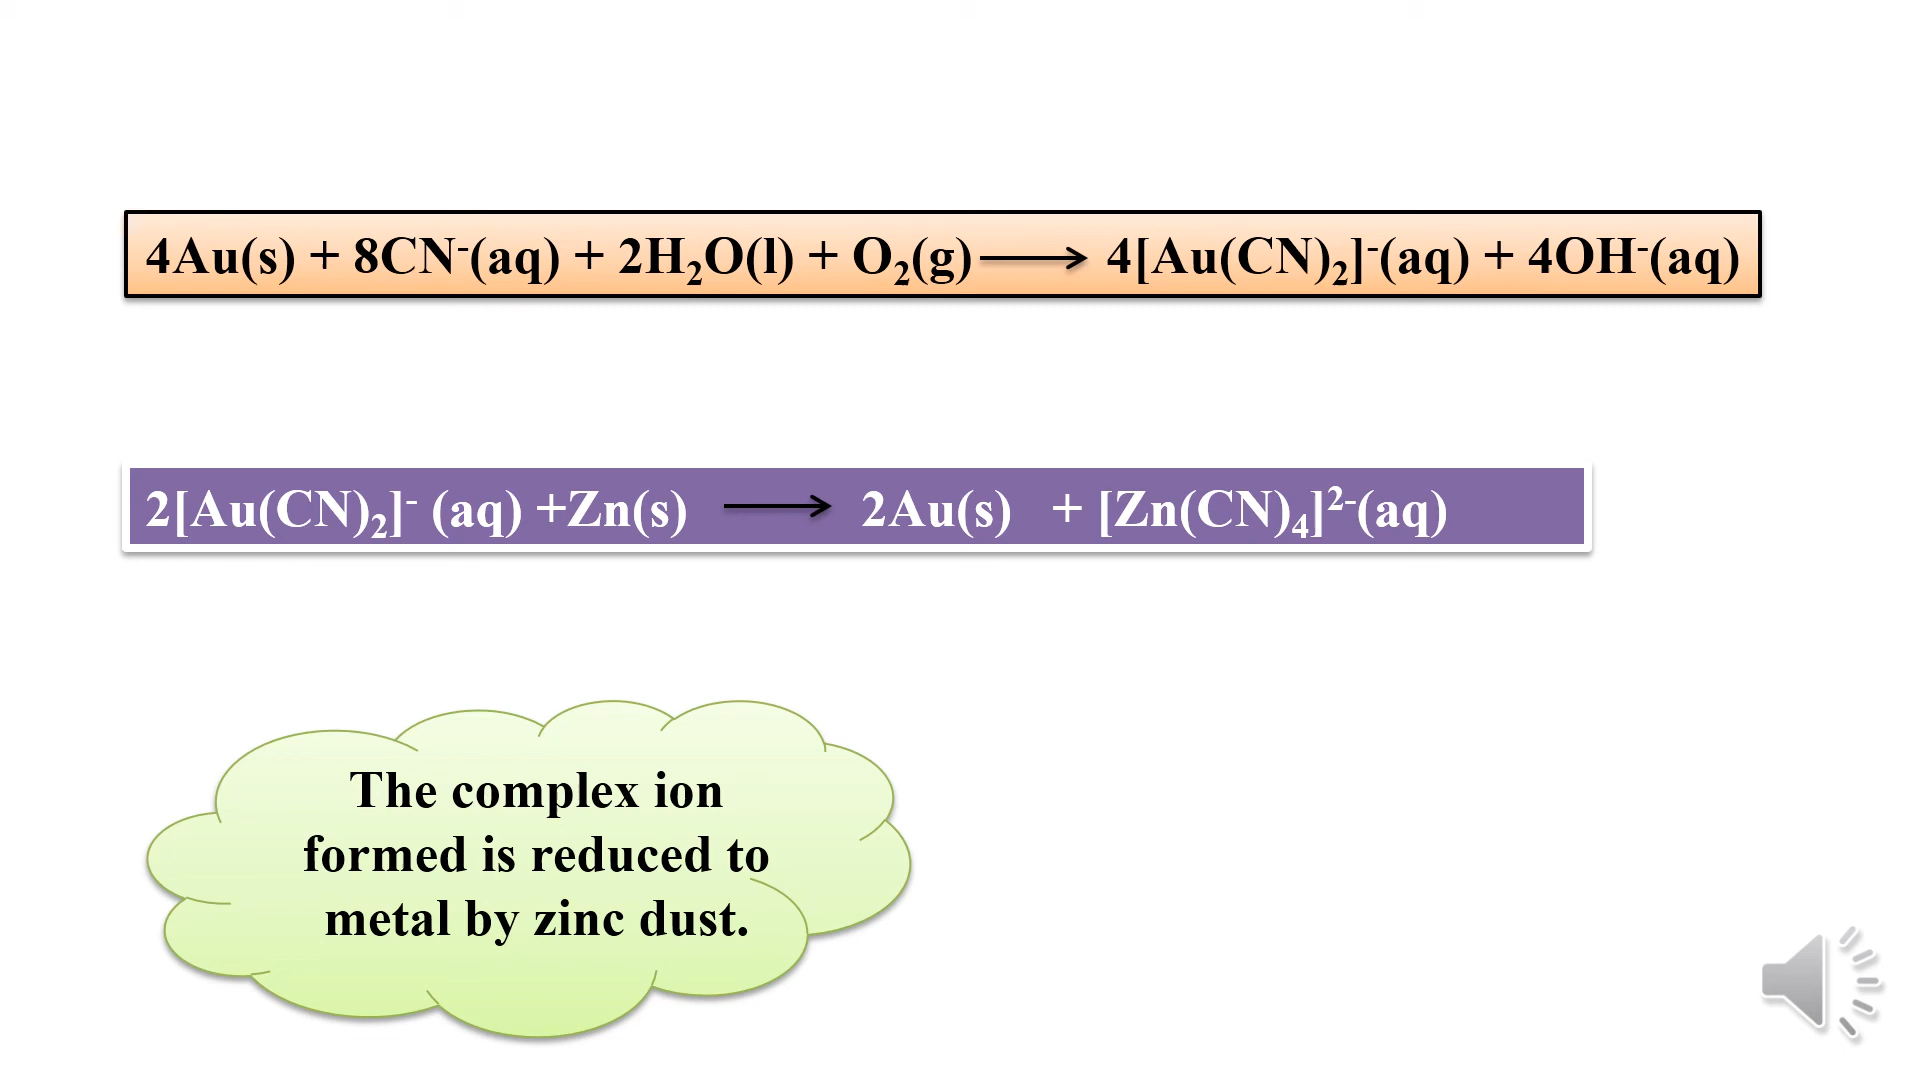 4Au(s) + 8CN⁻(aq) + 2H₂O(l) + O₂(g) ⟶ 4[Au(CN)₂]⁻(aq) + 4OH⁻(aq)
2[Au(CN)₂]⁻ (aq) +Zn(s) ⟶ 2Au(s) + [Zn(CN)₄]²⁻(aq)
The complex ion
formed is reduced to
metal by zinc dust.